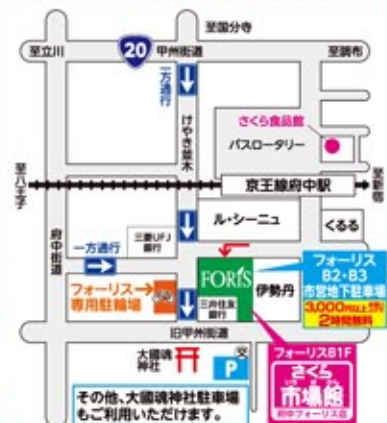 至国分寺
至立川
20
甲州街道
至調布
一方通行
けやき並木
さくら食品館
バスロータリー
至八王子
京王線府中駅
至新宿
ル・シーニュ
くるる
府中街道
三菱UFJ
銀行
一方通行
フォーリス
専用駐輪場
FORIS
三井住友
銀行
伊勢丹
フォーリス
B2・B3
市営地下駐車場
3,000円以上
2時間無料
旧甲州街道
大國魂
神社
P
フォーリスB1F
さくら
市場館
府中フォーリス店
その他、大國魂神社駐車場
もご利用いただけます。